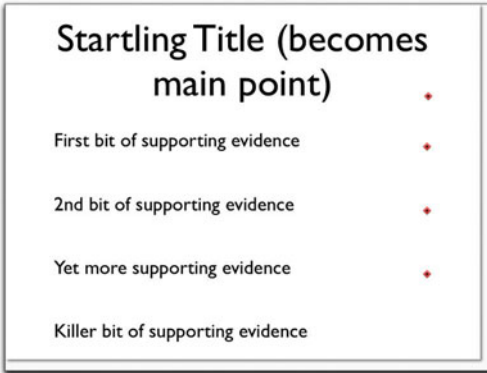 Startling Title (becomes
main point)
First bit of supporting evidence
2nd bit of supporting evidence
Yet more supporting evidence
Killer bit of supporting evidence